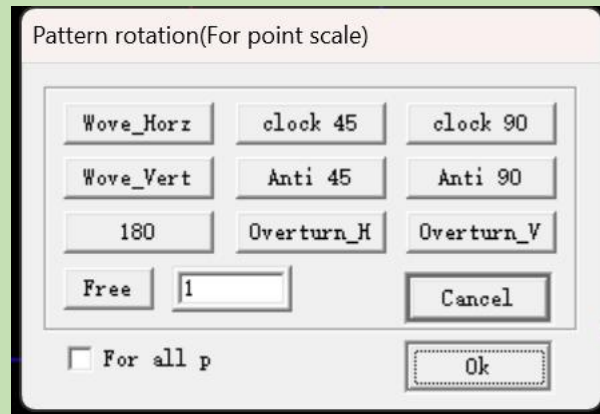 Pattern rotation(For point scale)
Wove_Horz clock 45 clock 90
Wove_Vert Anti 45 Anti 90
180 Overturn_H Overturn_V
Free 1 Cancel
For all p Ok